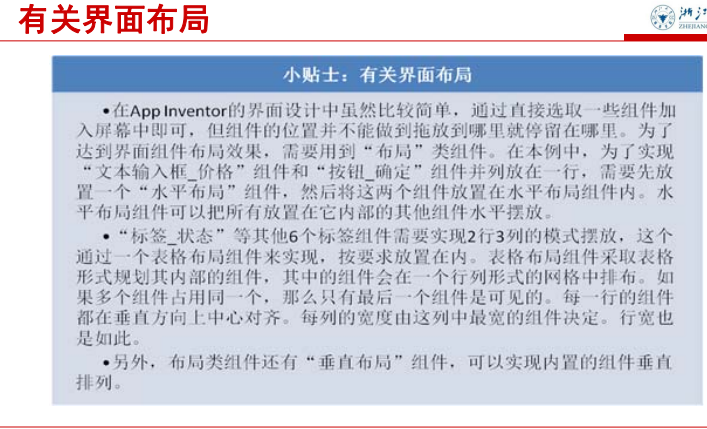 有关界面布局
浙江
ZHEJIANG
小贴士：有关界面布局
•在App Inventor的界面设计中虽然比较简单，通过直接选取一些组件加
入屏幕中即可，但组件的位置并不能做到拖放到哪里就停留在哪里。为了
达到界面组件布局效果，需要用到“布局”类组件。在本例中，为了实现
“文本输入框_价格”组件和“按钮_确定”组件并列放在一行，需要先放
置一个“水平布局”组件，然后将这两个组件放置在水平布局组件内。水
平布局组件可以把所有放置在它内部的其他组件水平摆放。
•“标签_状态”等其他6个标签组件需要实现2行3列的模式摆放，这个
通过一个表格布局组件来实现，按要求放置在内。表格布局组件采取表格
形式规划其内部的组件，其中的组件会在一个行列形式的网格中排布。如
果多个组件占用同一个，那么只有最后一个组件是可见的。每一行的组件
都在垂直方向上中心对齐。每列的宽度由这列中最宽的组件决定。行宽也
是如此。
•另外，布局类组件还有“垂直布局”组件，可以实现内置的组件垂直
排列。